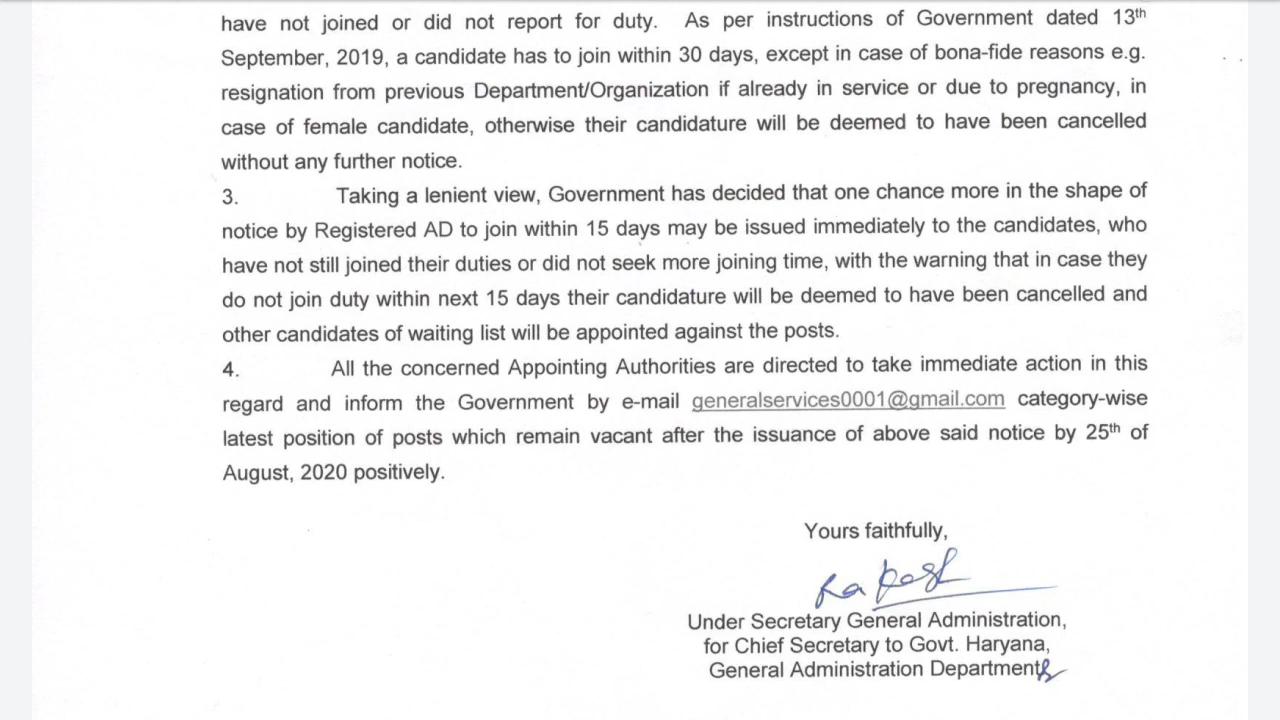 have not joined or did not report for duty. As per instructions of Government dated 13th
September, 2019, a candidate has to join within 30 days, except in case of bona-fide reasons e.g.
resignation from previous Department/Organization if already in service or due to pregnancy, in
case of female candidate, otherwise their candidature will be deemed to have been cancelled
without any further notice.
3. Taking a lenient view, Government has decided that one chance more in the shape of
notice by Registered AD to join within 15 days may be issued immediately to the candidates, who
have not still joined their duties or did not seek more joining time, with the warning that in case they
do not join duty within next 15 days their candidature will be deemed to have been cancelled and
other candidates of waiting list will be appointed against the posts.
4. All the concerned Appointing Authorities are directed to take immediate action in this
regard and inform the Government by e-mail generalservices0001@gmail.com category-wise
latest position of posts which remain vacant after the issuance of above said notice by 25th of
August, 2020 positively.
Yours faithfully,
Under Secretary General Administration,
for Chief Secretary to Govt. Haryana,
General Administration Department